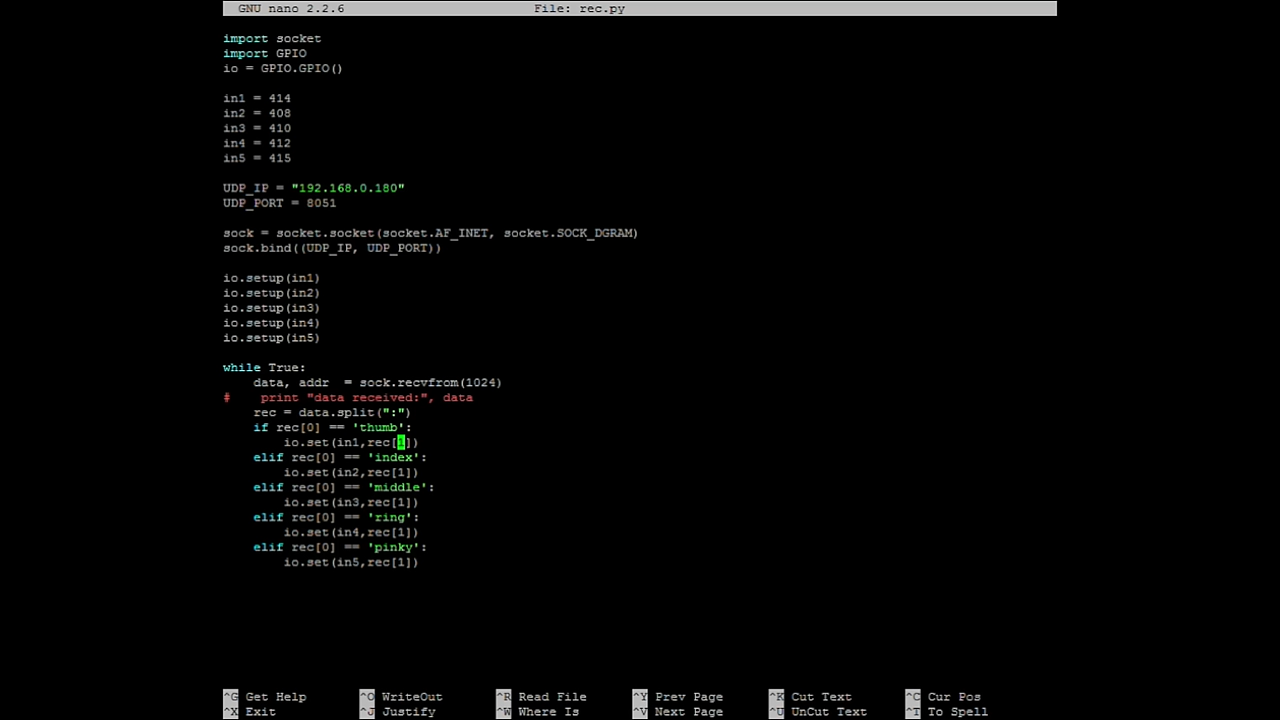 GNU nano 2.2.6 File: rec.py
import socket
import GPIO
io = GPIO.GPIO()
in1 = 414
in2 = 408
in3 = 410
in4 = 412
in5 = 415
UDP_IP = "192.168.0.180"
UDP_PORT = 8051
sock = socket.socket(socket.AF_INET, socket.SOCK_DGRAM)
sock.bind((UDP_IP, UDP_PORT))
io.setup(in1)
io.setup(in2)
io.setup(in3)
io.setup(in4)
io.setup(in5)
while True:
    data, addr  = sock.recvfrom(1024)
#    print "data received:", data
    rec = data.split(":")
    if rec[0] == 'thumb':
        io.set(in1,rec[1])
    elif rec[0] == 'index':
        io.set(in2,rec[1])
    elif rec[0] == 'middle':
        io.set(in3,rec[1])
    elif rec[0] == 'ring':
        io.set(in4,rec[1])
    elif rec[0] == 'pinky':
        io.set(in5,rec[1])
^G Get Help ^O WriteOut ^R Read File ^Y Prev Page ^K Cut Text ^C Cur Pos
^X Exit ^J Justify ^W Where Is ^V Next Page ^U UnCut Text ^T To Spell